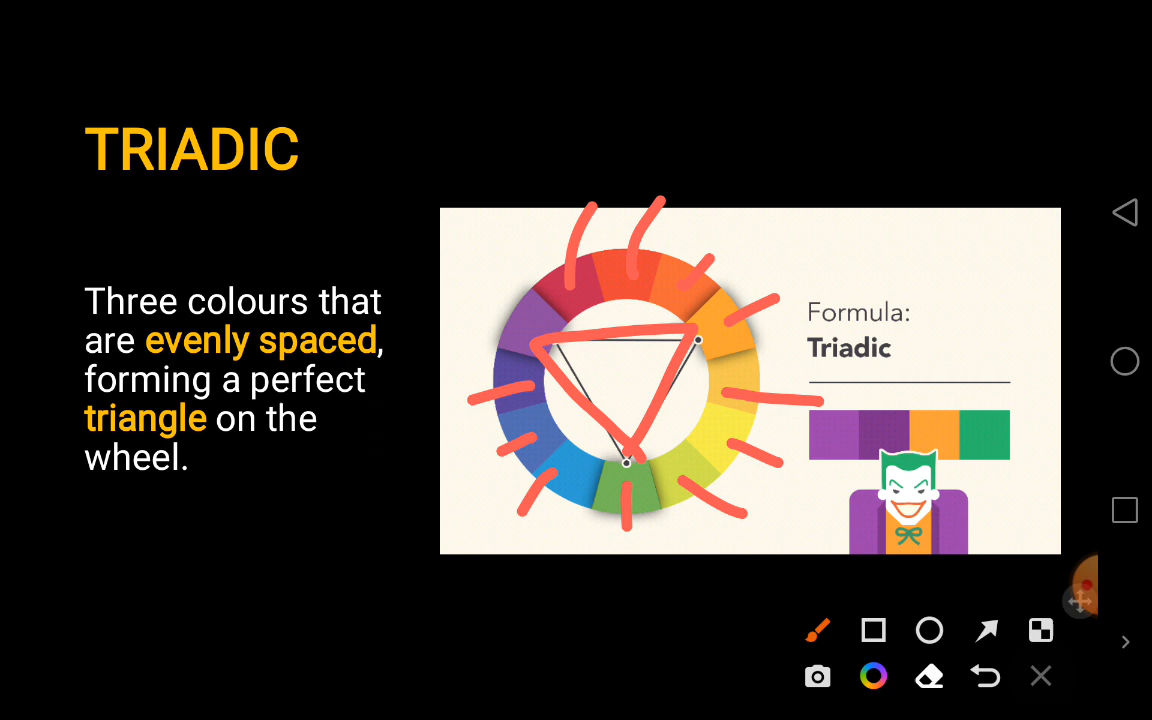 TRIADIC
Three colours that
are evenly spaced,
forming a perfect
triangle on the
wheel.
Formula:
Triadic